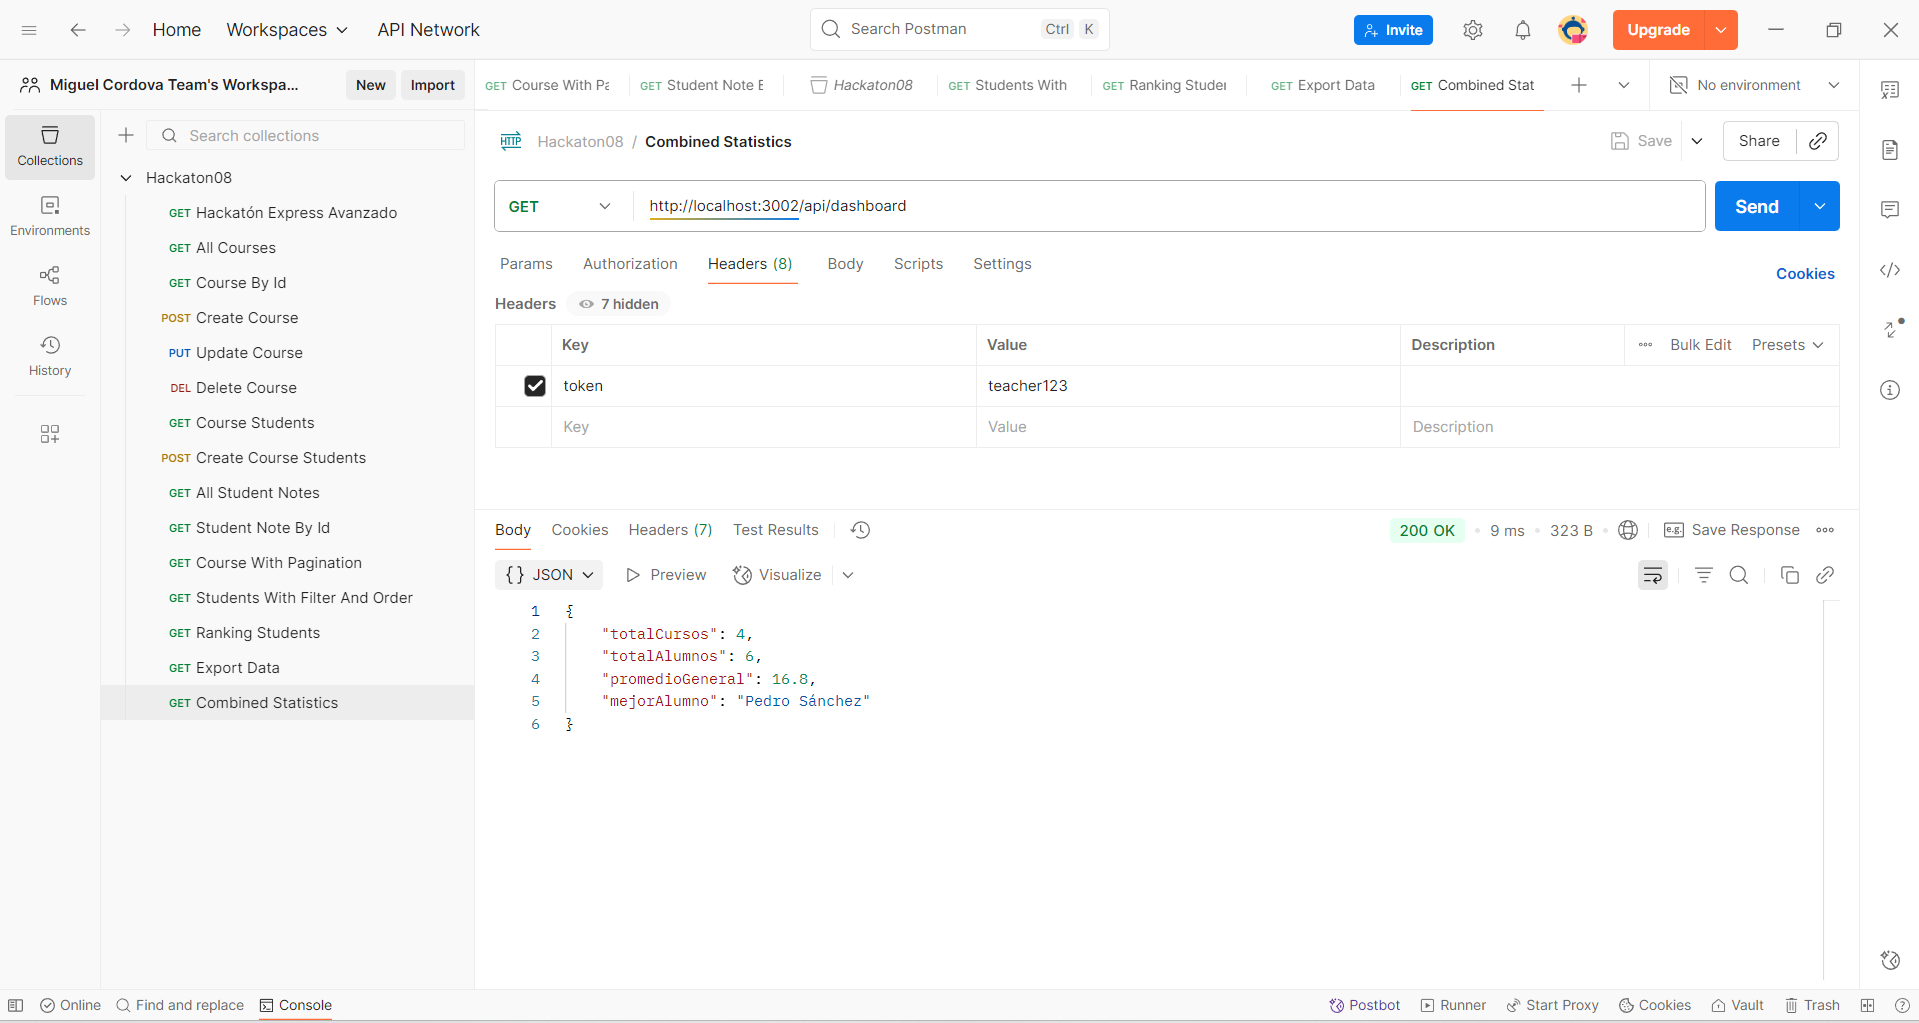 Home Workspaces API Network Search Postman Ctrl K Invite Upgrade
Miguel Cordova Team's Workspa... New Import
GET Course With Pa GET Student Note E Hackaton08 GET Students With GET Ranking Studer GET Export Data GET Combined Stat No environment
Collections
Environments
Flows
History
Search collections
Hackaton08
GET Hackatón Express Avanzado
GET All Courses
GET Course By Id
POST Create Course
PUT Update Course
DEL Delete Course
GET Course Students
POST Create Course Students
GET All Student Notes
GET Student Note By Id
GET Course With Pagination
GET Students With Filter And Order
GET Ranking Students
GET Export Data
GET Combined Statistics
HTTP Hackaton08 / Combined Statistics Save Share
GET http://localhost:3002/api/dashboard Send
Params Authorization Headers (8) Body Scripts Settings Cookies
Headers 7 hidden
Key Value Description Bulk Edit Presets
token teacher123
Key Value Description
Body Cookies Headers (7) Test Results 200 OK • 9 ms • 323 B • e.g. Save Response
{} JSON Preview Visualize
1 {
2 "totalCursos": 4,
3 "totalAlumnos": 6,
4 "promedioGeneral": 16.8,
5 "mejorAlumno": "Pedro Sánchez"
6 }
Online Find and replace Console Postbot Runner Start Proxy Cookies Vault Trash